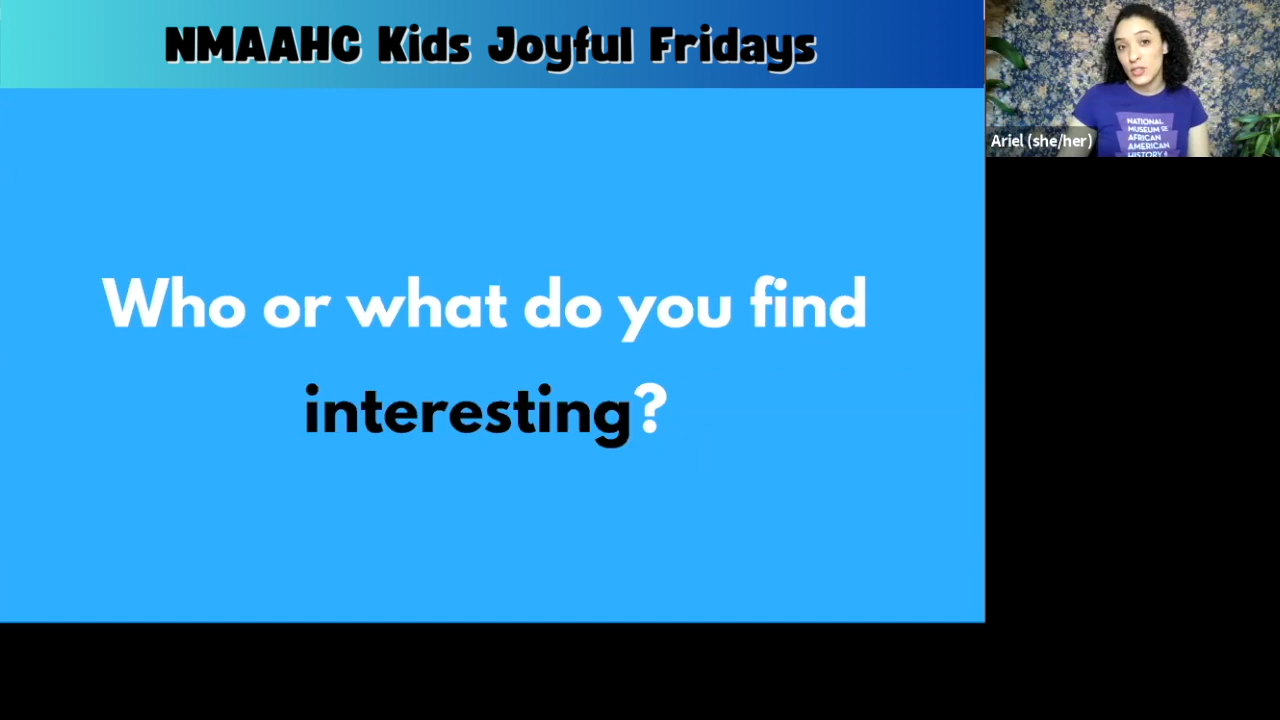 NMAAHC Kids Joyful Fridays
Who or what do you find
interesting?
Ariel (she/her)
NATIONAL
MUSEUM OF
AFRICAN
AMERICAN
HISTORY &